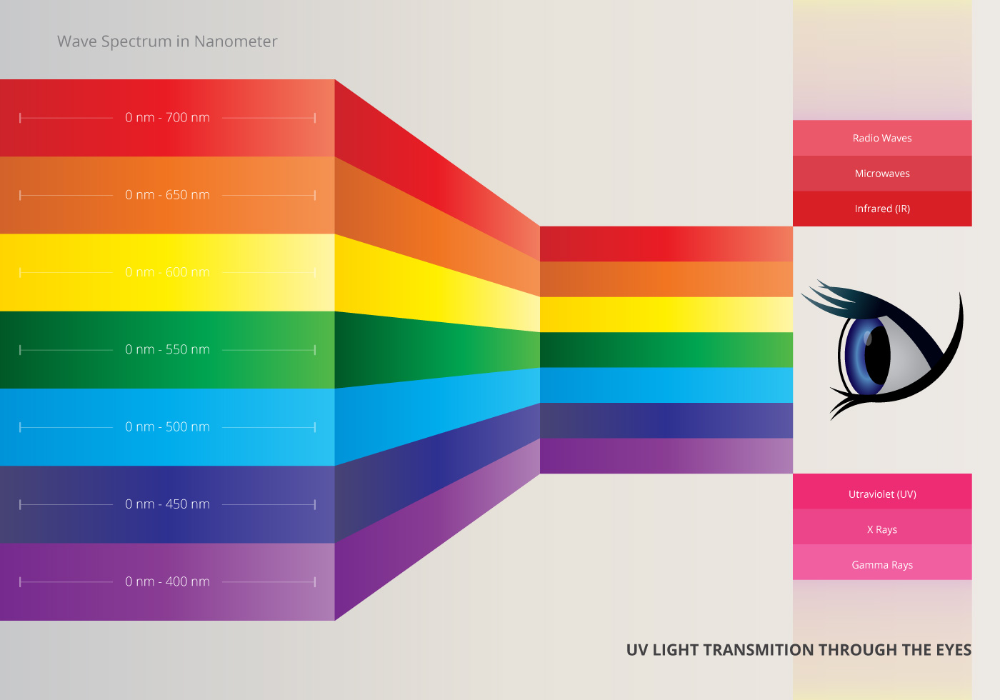 Wave Spectrum in Nanometer
0 nm - 700 nm
0 nm - 650 nm
0 nm - 600 nm
0 nm - 550 nm
0 nm - 500 nm
0 nm - 450 nm
0 nm - 400 nm
Radio Waves
Microwaves
Infrared (IR)
Utraviolet (UV)
X Rays
Gamma Rays
UV LIGHT TRANSMITION THROUGH THE EYES